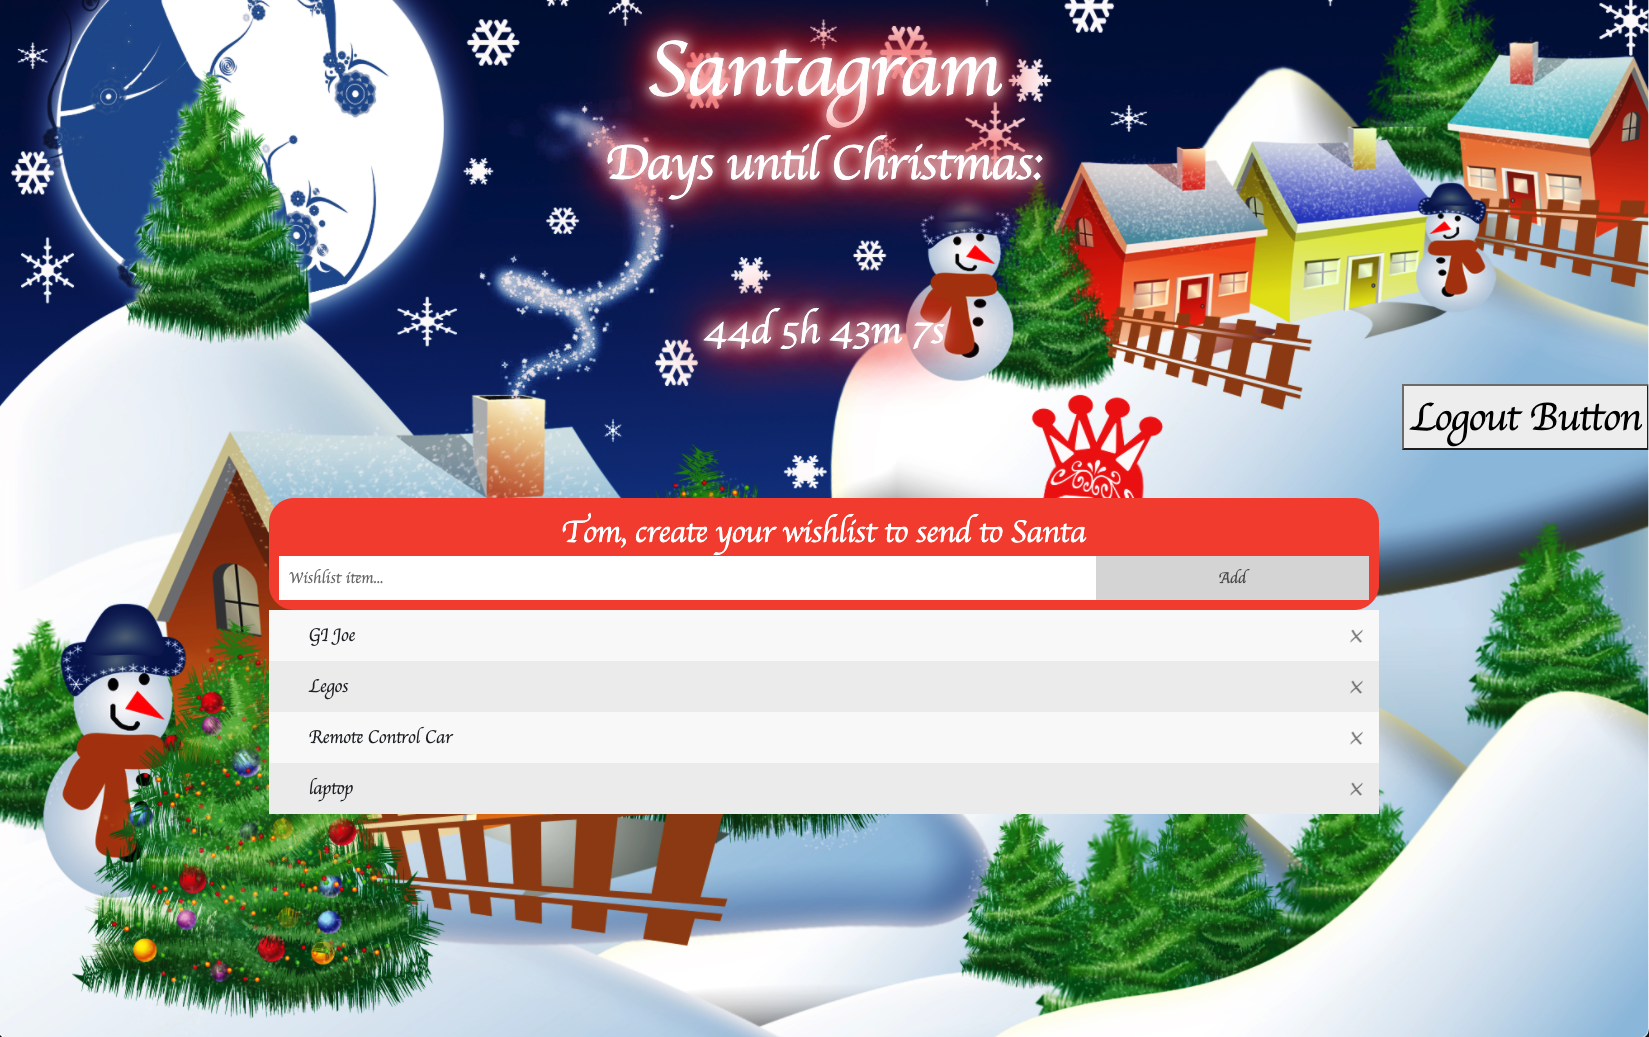 Santagram
Days until Christmas:
44d 5h 43m 7s
Logout Button
Tom, create your wishlist to send to Santa
Wishlist item...
Add
GI Joe
×
Legos
×
Remote Control Car
×
laptop
×